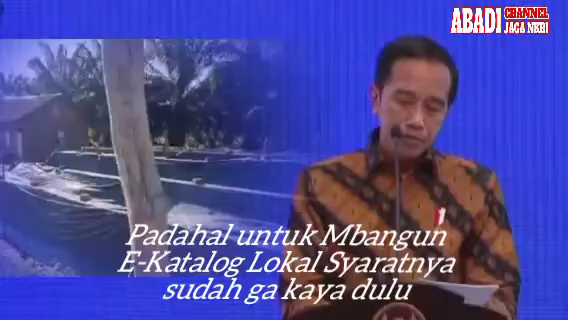 ABADI CHANNEL
JAGA NKRI
Padahal untuk Mbangun
E-Katalog Lokal Syaratnya
sudah ga kaya dulu